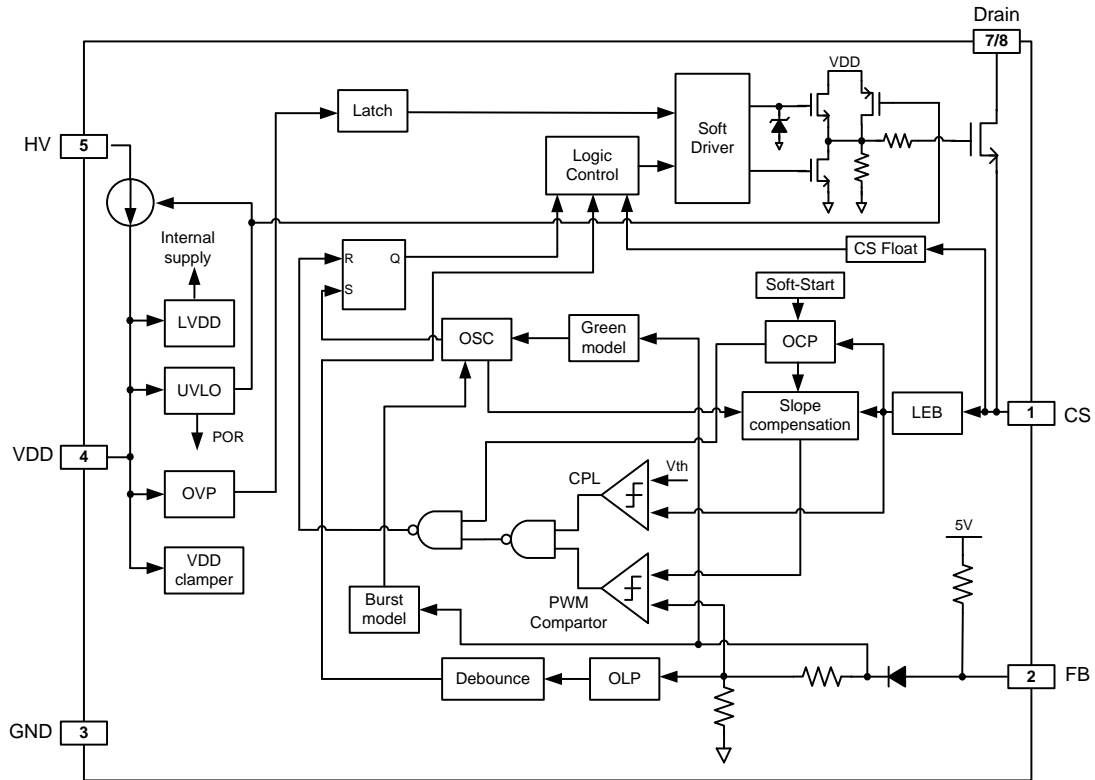 Drain
7/8
VDD
Latch
HV
5
Soft
Driver
Logic
Control
Internal
supply
R
Q
S
CS Float
Soft-Start
LVDD
OSC
Green
model
OCP
UVLO
Slope
compensation
LEB
1
CS
POR
VDD
4
OVP
CPL
Vth
5V
VDD
clamper
Burst
model
PWM
Compartor
Debounce
OLP
2
FB
GND
3